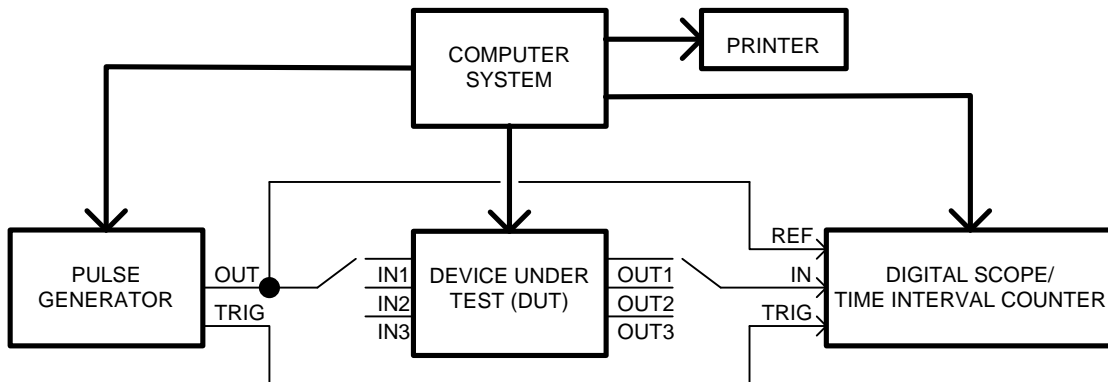 COMPUTER
SYSTEM
PRINTER
PULSE
GENERATOR
OUT
TRIG
IN1
IN2
IN3
DEVICE UNDER
TEST (DUT)
OUT1
OUT2
OUT3
REF
IN
TRIG
DIGITAL SCOPE/
TIME INTERVAL COUNTER